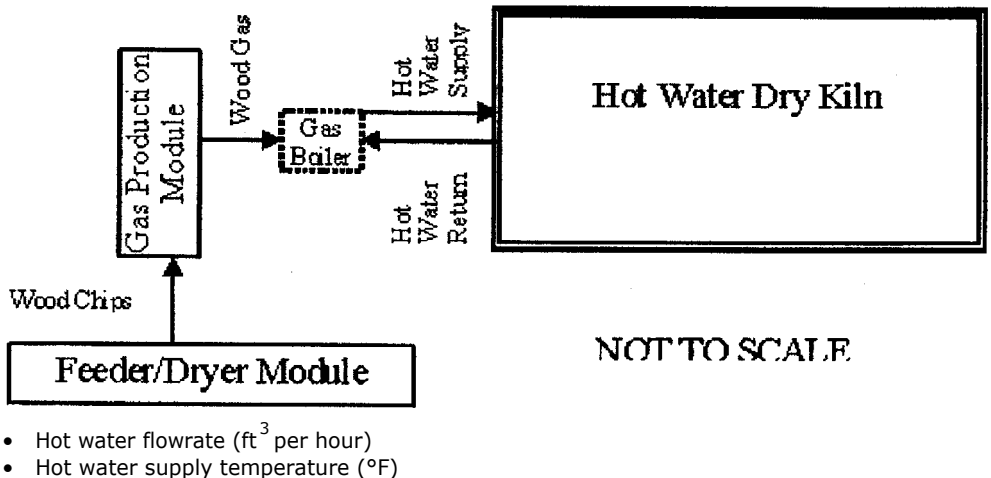 Gas Production
Module
Wood Gas
Hot
Water
Supply
Hot Water Dry Kiln
Gas
Boiler
Hot
Water
Return
Wood Chips
Feeder/Dryer Module
NOT TO SCALE
• Hot water flowrate (ft³ per hour)
• Hot water supply temperature (°F)